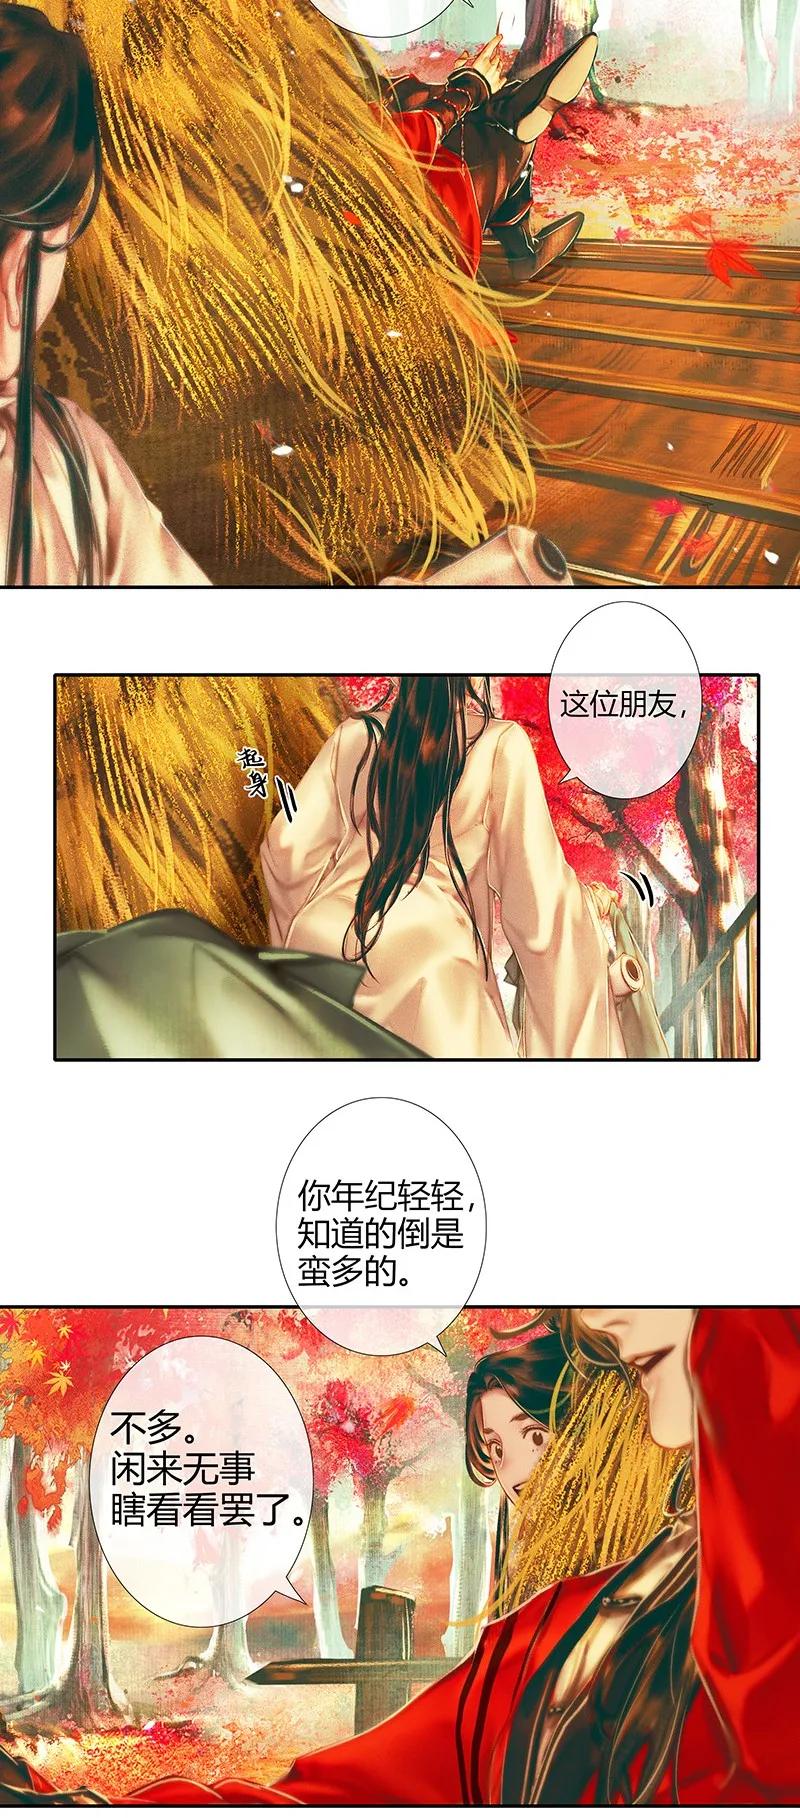 这位朋友，
起身
你年纪轻轻，
知道的倒是
蛮多的。
不多。
闲来无事
瞎看看罢了。